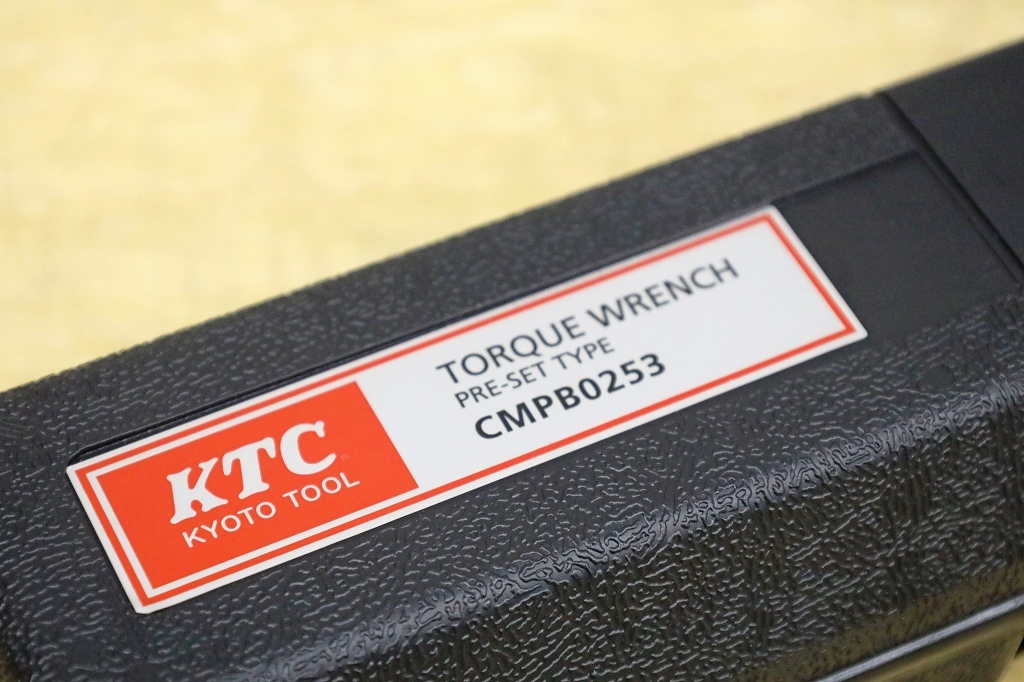 KTC
KYOTO TOOL
TORQUE WRENCH
PRE-SET TYPE
CMPB0253